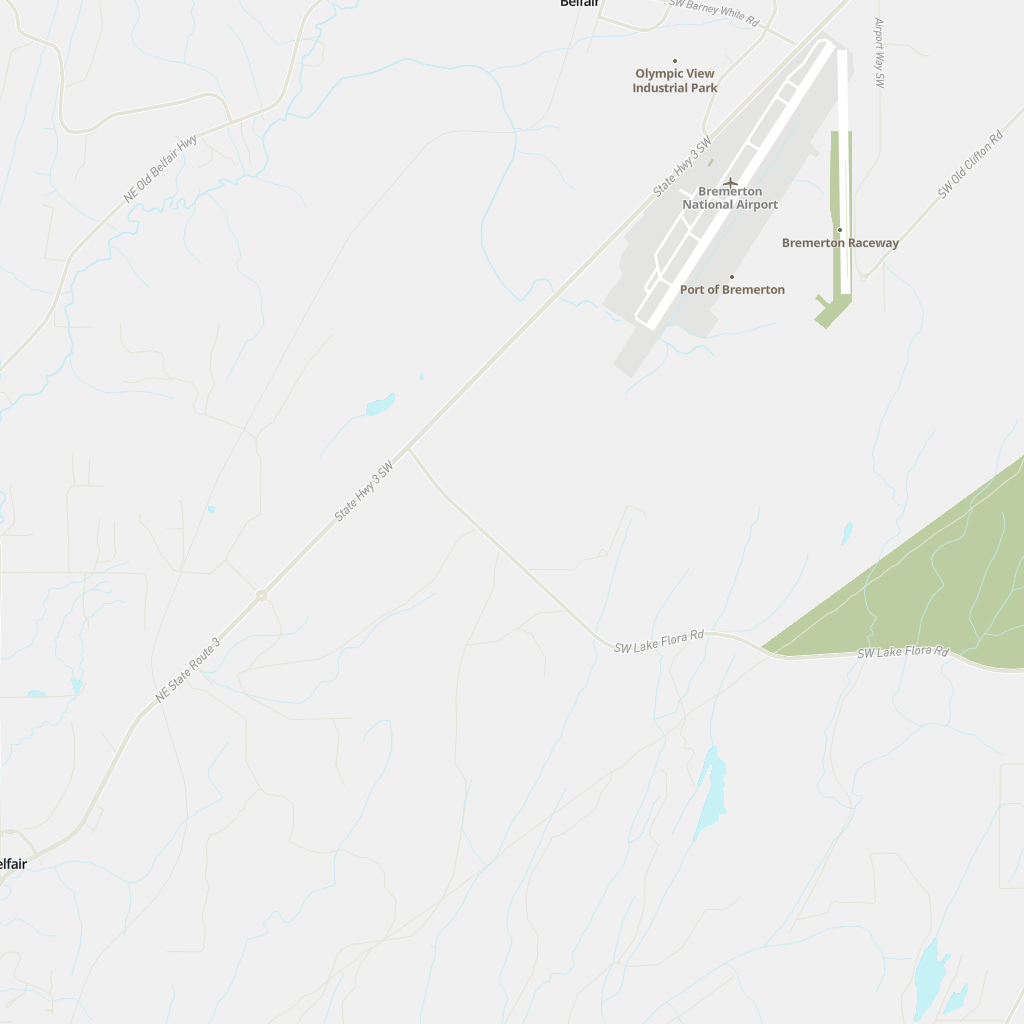 Belfair
SW Barney White Rd
Airport Way SW
Olympic View
Industrial Park
NE Old Belfair Hwy
State Hwy 3 SW
SW Old Clifton Rd
Bremerton
National Airport
Bremerton Raceway
Port of Bremerton
State Hwy 3 SW
SW Lake Flora Rd
SW Lake Flora Rd
NE State Route 3
elfair